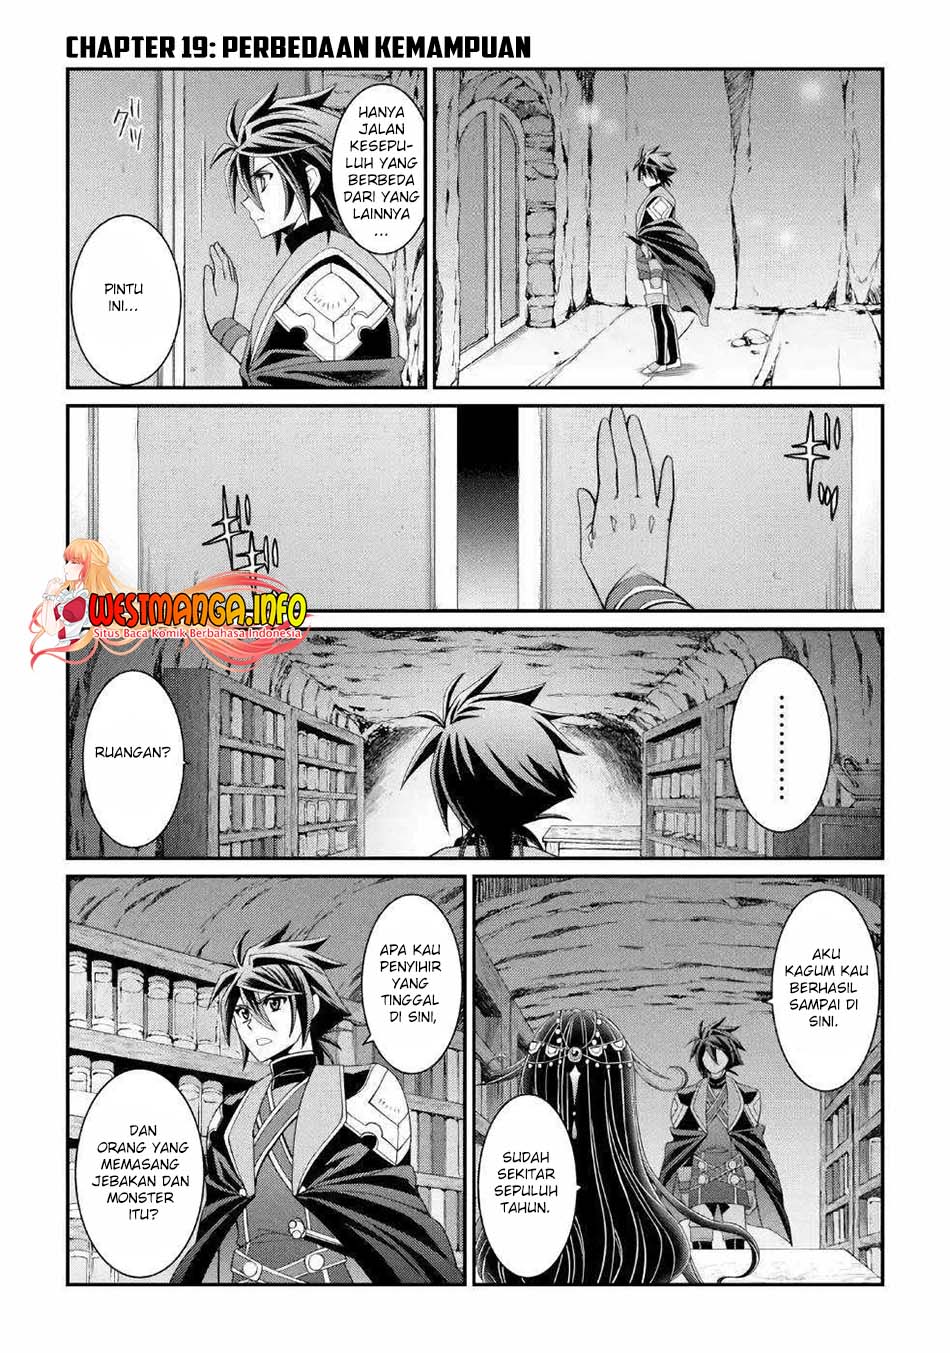 CHAPTER 19: PERBEDAAN KEMAMPUAN
HANYA
JALAN
KESEPU-
LUH YANG
BERBEDA
DARI YANG
LAINNYA
...
PINTU
INI...
グッ
WESTMANGA.INFO
Situs Baca Komik Berbahasa Indonesia
..........
RUANGAN?
AKU
KAGUM KAU
BERHASIL
SAMPAI DI
SINI.
SUDAH
SEKITAR
SEPULUH
TAHUN.
APA KAU
PENYIHIR
YANG
TINGGAL
DI SINI,
DAN
ORANG YANG
MEMASANG
JEBAKAN DAN
MONSTER
ITU?